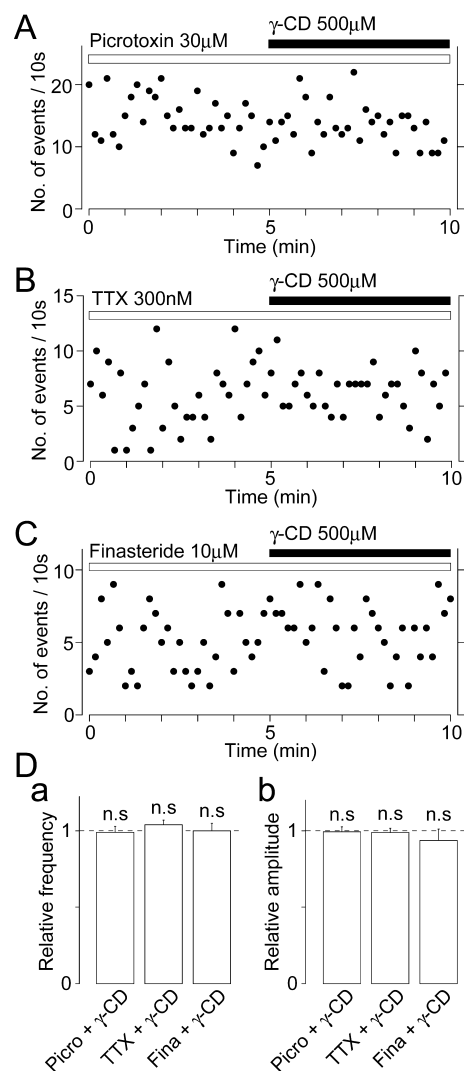 A
γ-CD 500μM
Picrotoxin 30μM
No. of events / 10s
20
10
0
0 5 10
Time (min)
B
γ-CD 500μM
TTX 300nM
No. of events / 10s
15
10
5
0
0 5 10
Time (min)
C
γ-CD 500μM
Finasteride 10μM
No. of events / 10s
10
5
0
0 5 10
Time (min)
D
a
Relative frequency
1
0
n.s n.s n.s
Picro + γ-CD
TTX + γ-CD
Fina + γ-CD
b
Relative amplitude
1
0
n.s n.s n.s
Picro + γ-CD
TTX + γ-CD
Fina + γ-CD